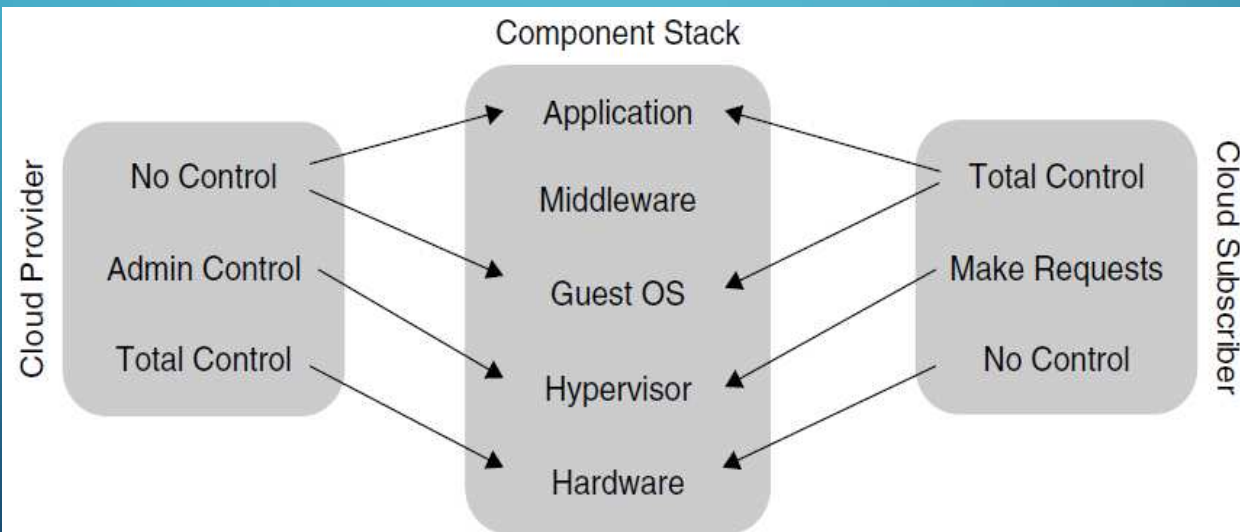 Component Stack
Cloud Provider
No Control
Admin Control
Total Control
Application
Middleware
Guest OS
Hypervisor
Hardware
Total Control
Make Requests
No Control
Cloud Subscriber